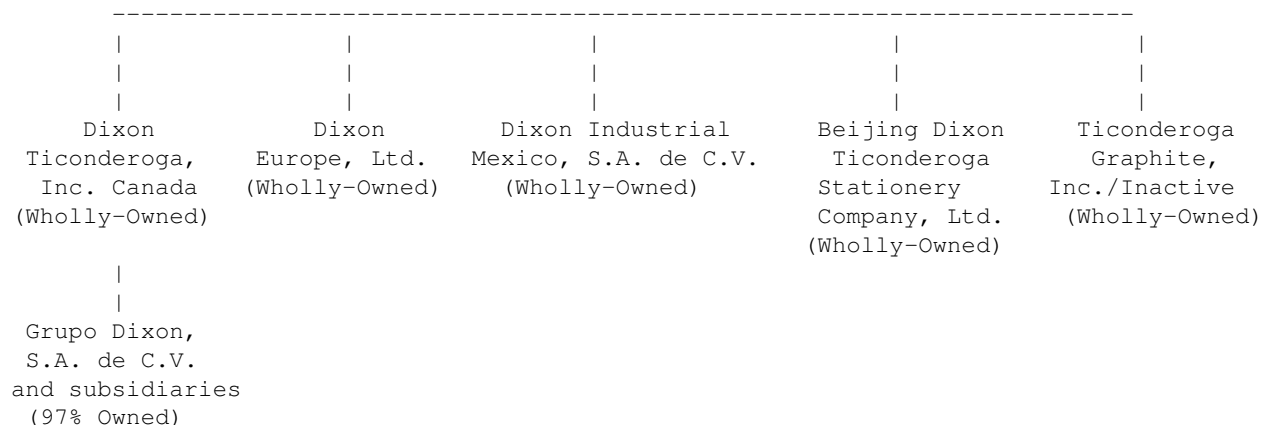 -----------------------------------------------------------------------
| | | | |
| | | | |
| | | | |
Dixon Dixon Dixon Industrial Beijing Dixon Ticonderoga
Ticonderoga, Europe, Ltd. Mexico, S.A. de C.V. Ticonderoga Graphite,
Inc. Canada (Wholly-Owned) (Wholly-Owned) Stationery Inc./Inactive
(Wholly-Owned) Company, Ltd. (Wholly-Owned)
(Wholly-Owned)
|
|
Grupo Dixon,
S.A. de C.V.
and subsidiaries
(97% Owned)